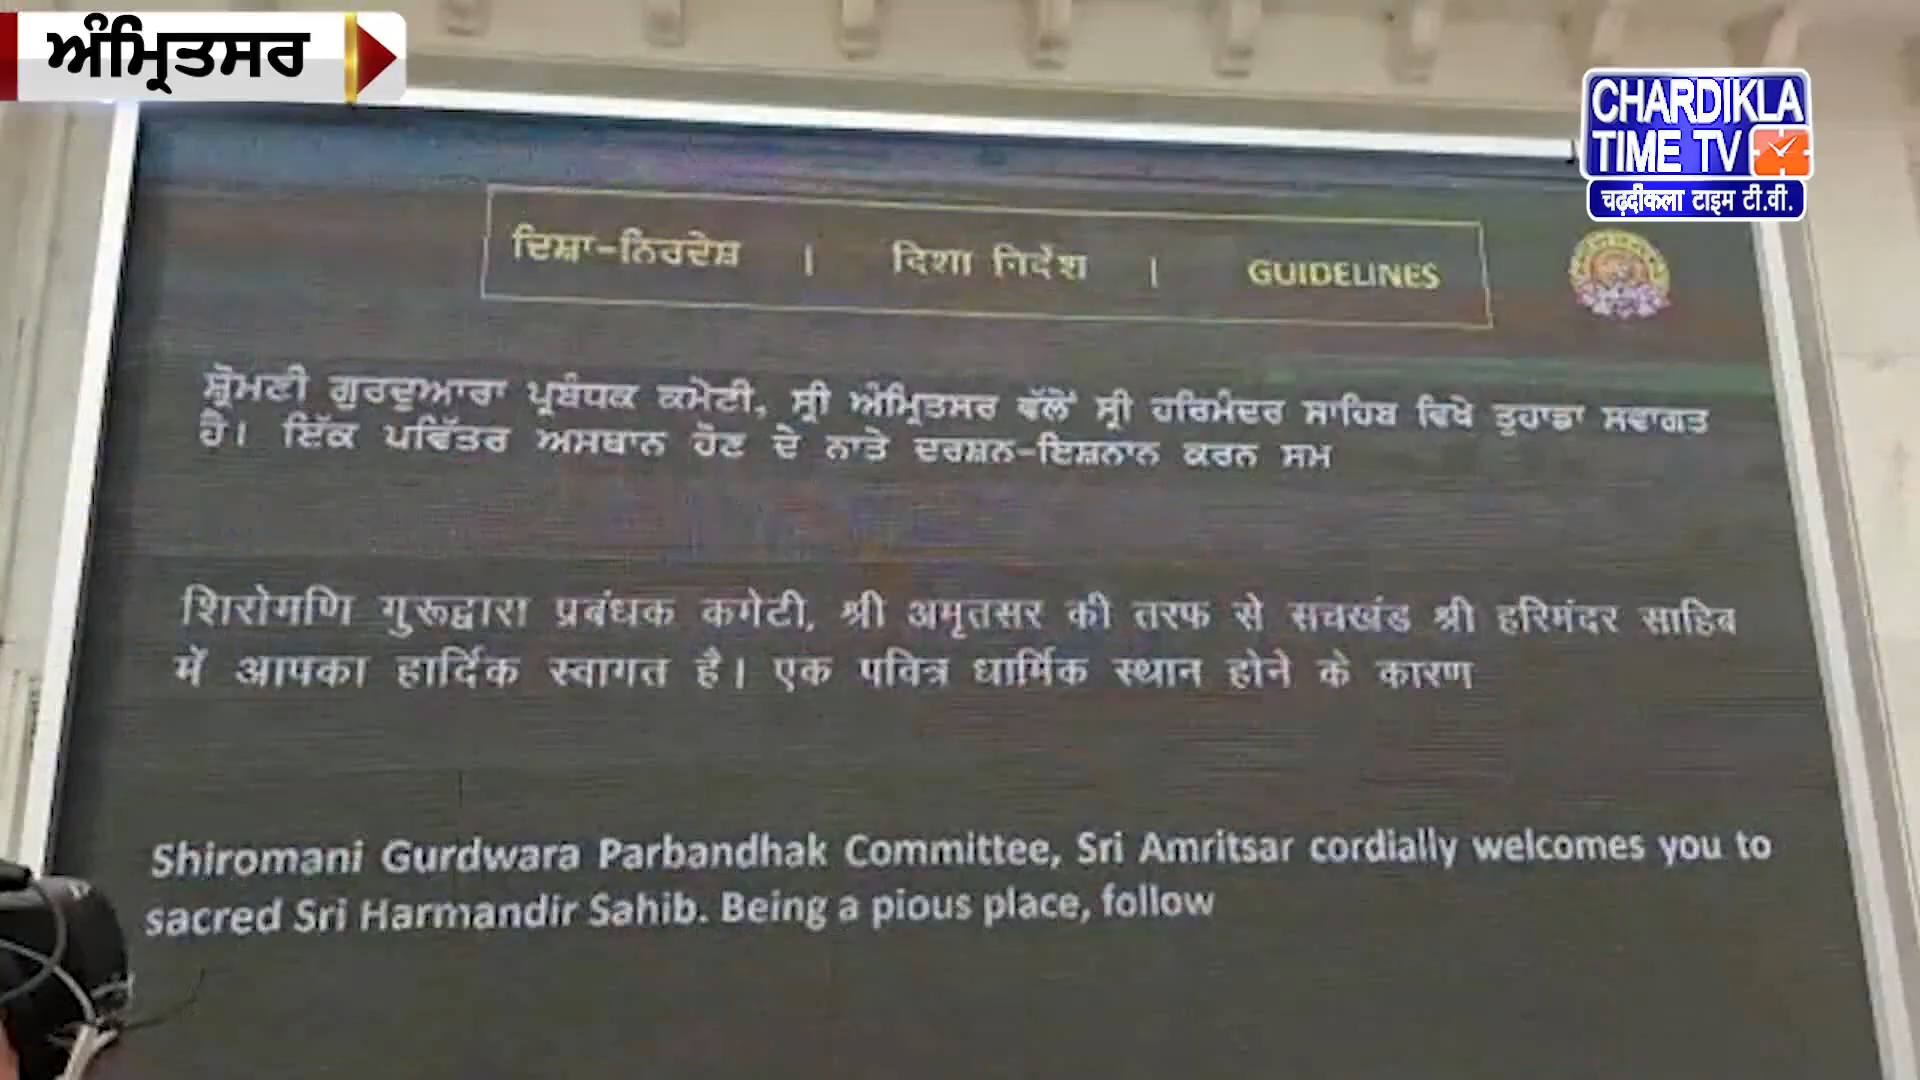 ਅੰਮ੍ਰਿਤਸਰ
CHARDIKLA
TIME TV
चढ़दीकला टाइम टी.वी.
ਦਿਸ਼ਾ-ਨਿਰਦੇਸ਼ | दिशा निर्देश | GUIDELINES
ਸ਼੍ਰੋਮਣੀ ਗੁਰਦੁਆਰਾ ਪ੍ਰਬੰਧਕ ਕਮੇਟੀ, ਸ੍ਰੀ ਅੰਮ੍ਰਿਤਸਰ ਵੱਲੋਂ ਸ੍ਰੀ ਹਰਿਮੰਦਰ ਸਾਹਿਬ ਵਿਖੇ ਤੁਹਾਡਾ ਸਵਾਗਤ
ਹੈ। ਇੱਕ ਪਵਿੱਤਰ ਅਸਥਾਨ ਹੋਣ ਦੇ ਨਾਤੇ ਦਰਸ਼ਨ-ਇਸ਼ਨਾਨ ਕਰਨ ਸਮ
शिरोमणि गुरूद्वारा प्रबंधक कमेटी, श्री अमृतसर की तरफ से सचखंड श्री हरिमंदर साहिब
में आपका हार्दिक स्वागत है। एक पवित्र धार्मिक स्थान होने के कारण
Shiromani Gurdwara Parbandhak Committee, Sri Amritsar cordially welcomes you to
sacred Sri Harmandir Sahib. Being a pious place, follow